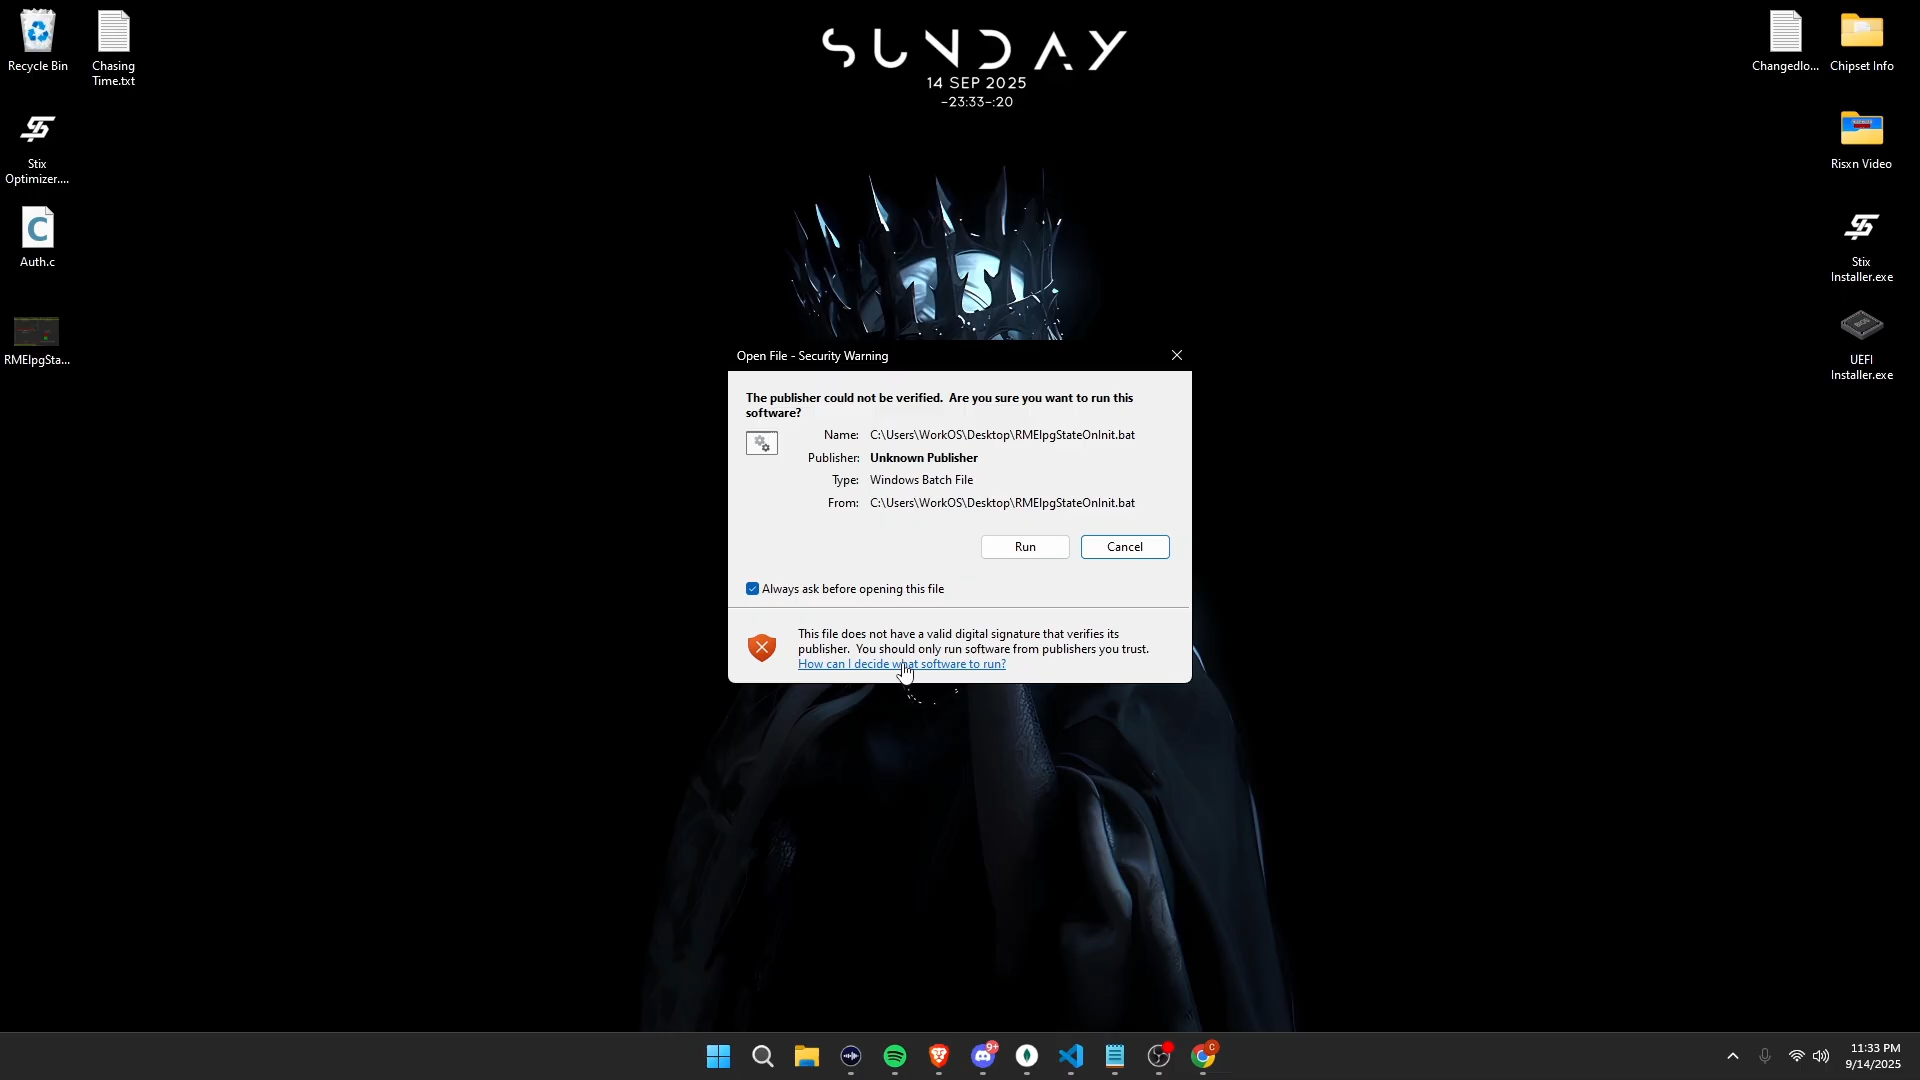 SUNDAY
14 SEP 2025
-23:33-:20
Recycle Bin
Chasing
Time.txt
Stix
Optimizer....
Auth.c
RMElpgSta...
Changedlo...
Chipset Info
Risxn Video
Stix
Installer.exe
BIOS
UEFI
Installer.exe
Open File - Security Warning
The publisher could not be verified.  Are you sure you want to run this
software?
Name: C:\Users\WorkOS\Desktop\RMElpgStateOnInit.bat
Publisher: Unknown Publisher
Type: Windows Batch File
From: C:\Users\WorkOS\Desktop\RMElpgStateOnInit.bat
Run
Cancel
Always ask before opening this file
This file does not have a valid digital signature that verifies its
publisher.  You should only run software from publishers you trust.
How can I decide what software to run?
9+
C
11:33 PM
9/14/2025